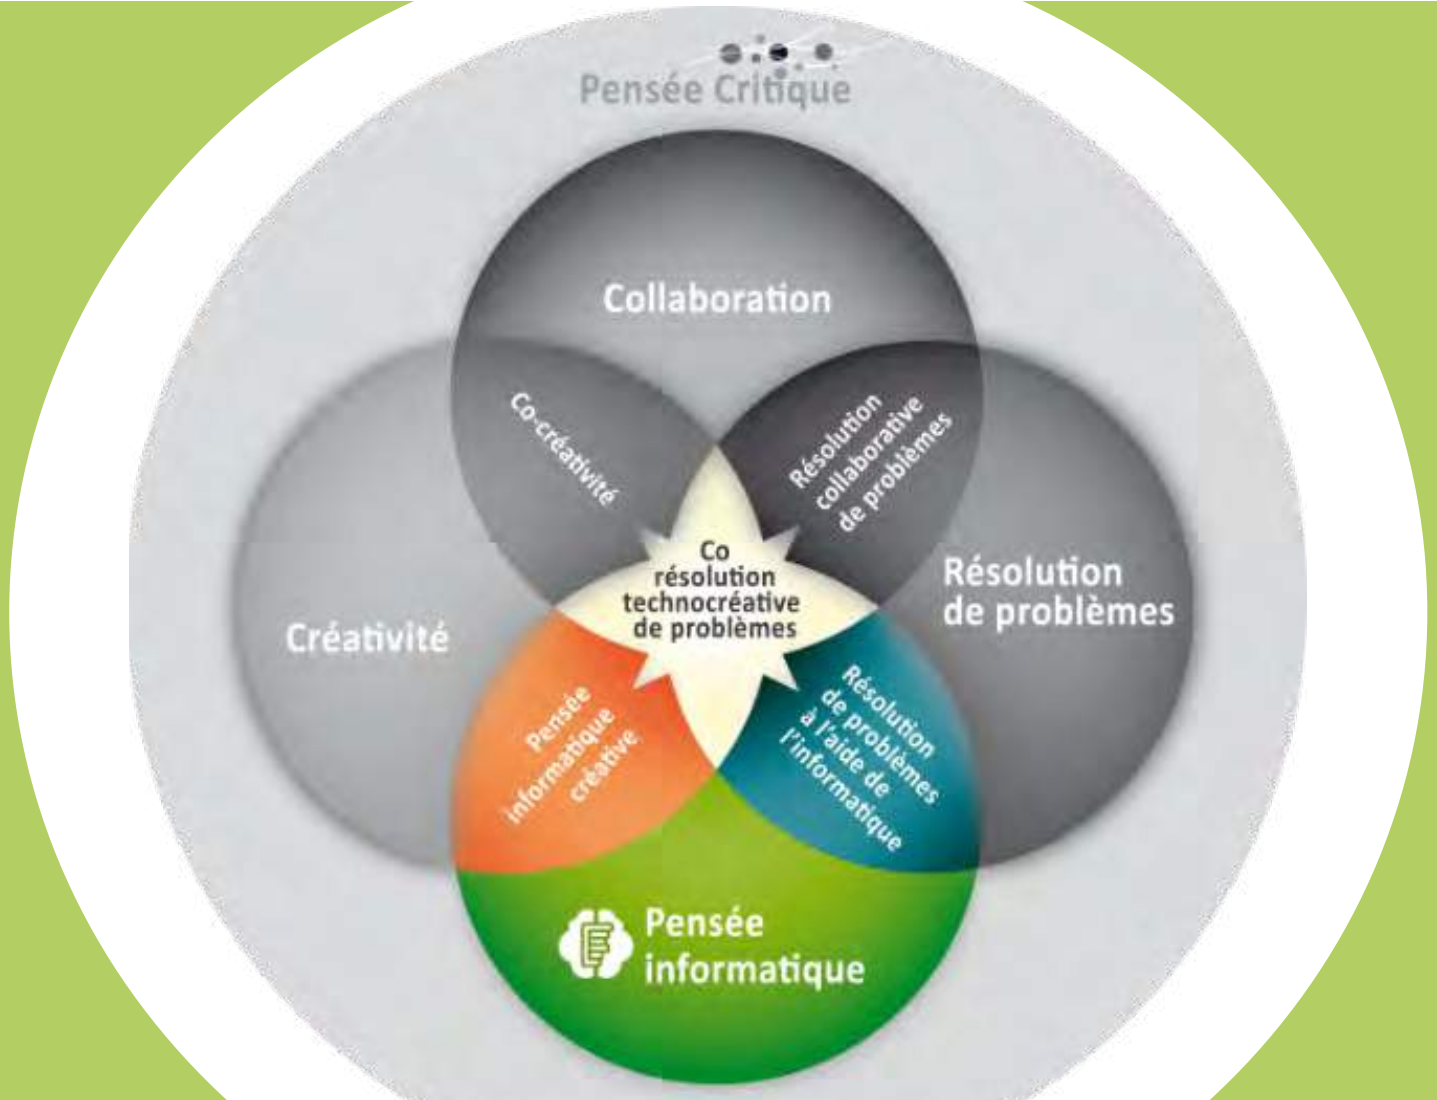 Pensée Critique
Collaboration
Co-créativité
Résolution
collaborative
de problèmes
Co
résolution
technocréative
de problèmes
Résolution
de problèmes
Créativité
Pensée
informatique
créative
Résolution
de problèmes
à l'aide de
l'informatique
Pensée
informatique